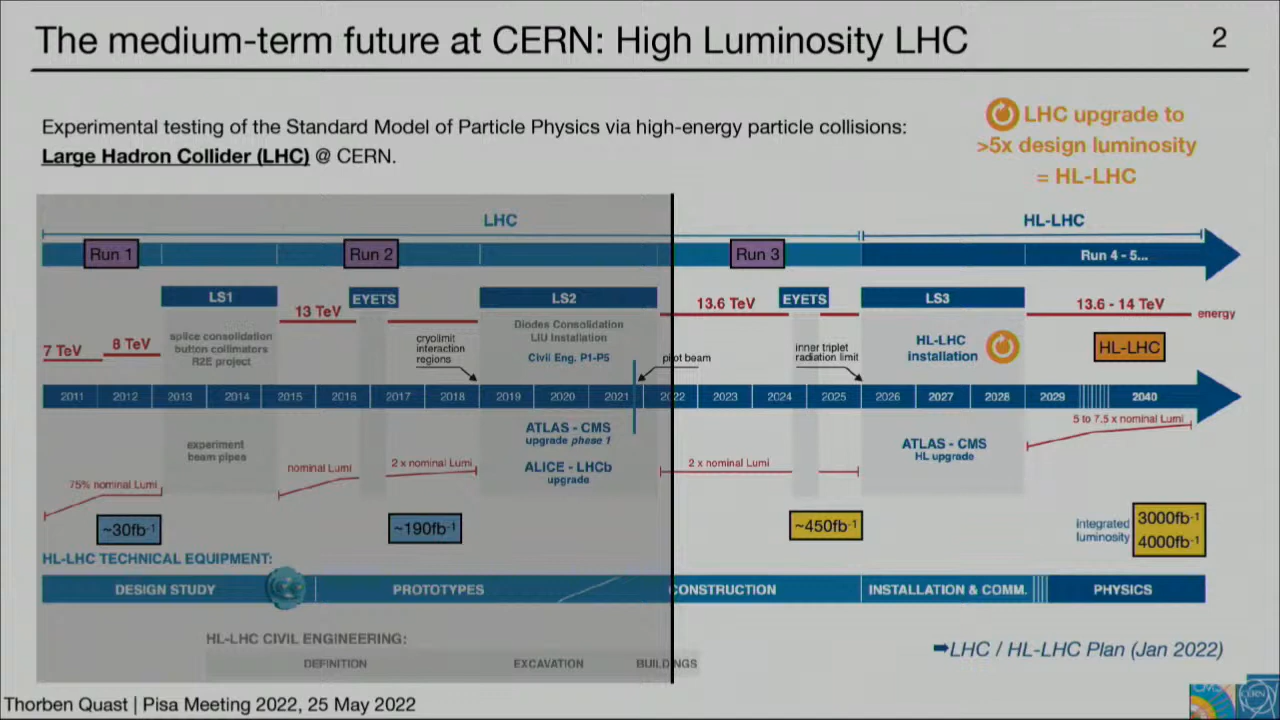 The medium-term future at CERN: High Luminosity LHC
2
Experimental testing of the Standard Model of Particle Physics via high-energy particle collisions:
Large Hadron Collider (LHC) @ CERN.
LHC upgrade to
>5x design luminosity
= HL-LHC
LHC
HL-LHC
Run 1
Run 2
Run 3
Run 4 - 5...
LS1
EYETS
LS2
EYETS
LS3
7 TeV
8 TeV
13 TeV
13.6 TeV
13.6 - 14 TeV
energy
splice consolidation
button collimators
R2E project
cryolimit
interaction
regions
Diodes Consolidation
LIU Installation
Civil Eng. P1-P5
pilot beam
inner triplet
radiation limit
HL-LHC
installation
HL-LHC
2011 2012 2013 2014 2015 2016 2017 2018 2019 2020 2021 2022 2023 2024 2025 2026 2027 2028 2029 2040
experiment
beam pipes
ATLAS - CMS
upgrade phase 1
ALICE - LHCb
upgrade
ATLAS - CMS
HL upgrade
5 to 7.5 x nominal Lumi
75% nominal Lumi
nominal Lumi
2 x nominal Lumi
2 x nominal Lumi
~30fb-1
~190fb-1
~450fb-1
integrated
luminosity
3000fb-1
4000fb-1
HL-LHC TECHNICAL EQUIPMENT:
DESIGN STUDY
PROTOTYPES
CONSTRUCTION
INSTALLATION & COMM.
PHYSICS
HL-LHC CIVIL ENGINEERING:
DEFINITION
EXCAVATION
BUILDINGS
➡LHC / HL-LHC Plan (Jan 2022)
Thorben Quast | Pisa Meeting 2022, 25 May 2022
CMS
CERN